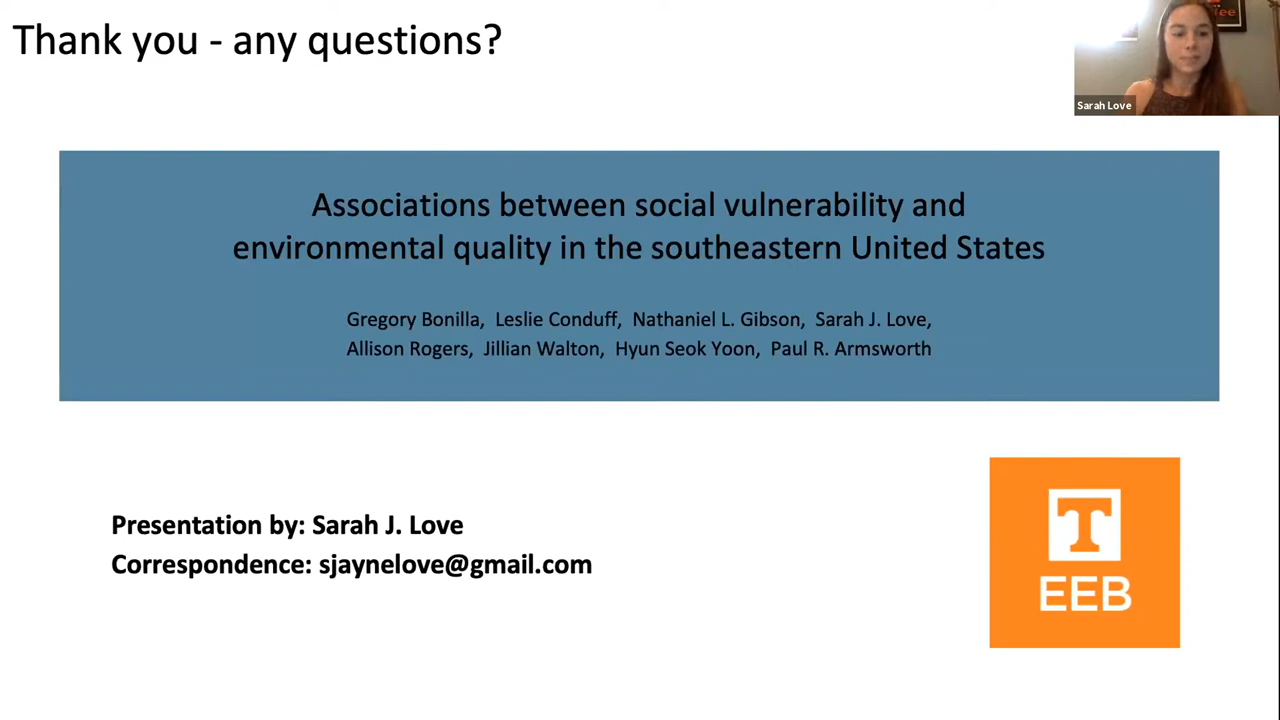 Thank you - any questions?
Tee
Sarah Love
Associations between social vulnerability and
environmental quality in the southeastern United States
Gregory Bonilla, Leslie Conduff, Nathaniel L. Gibson, Sarah J. Love,
Allison Rogers, Jillian Walton, Hyun Seok Yoon, Paul R. Armsworth
Presentation by: Sarah J. Love
Correspondence: sjaynelove@gmail.com
T
EEB